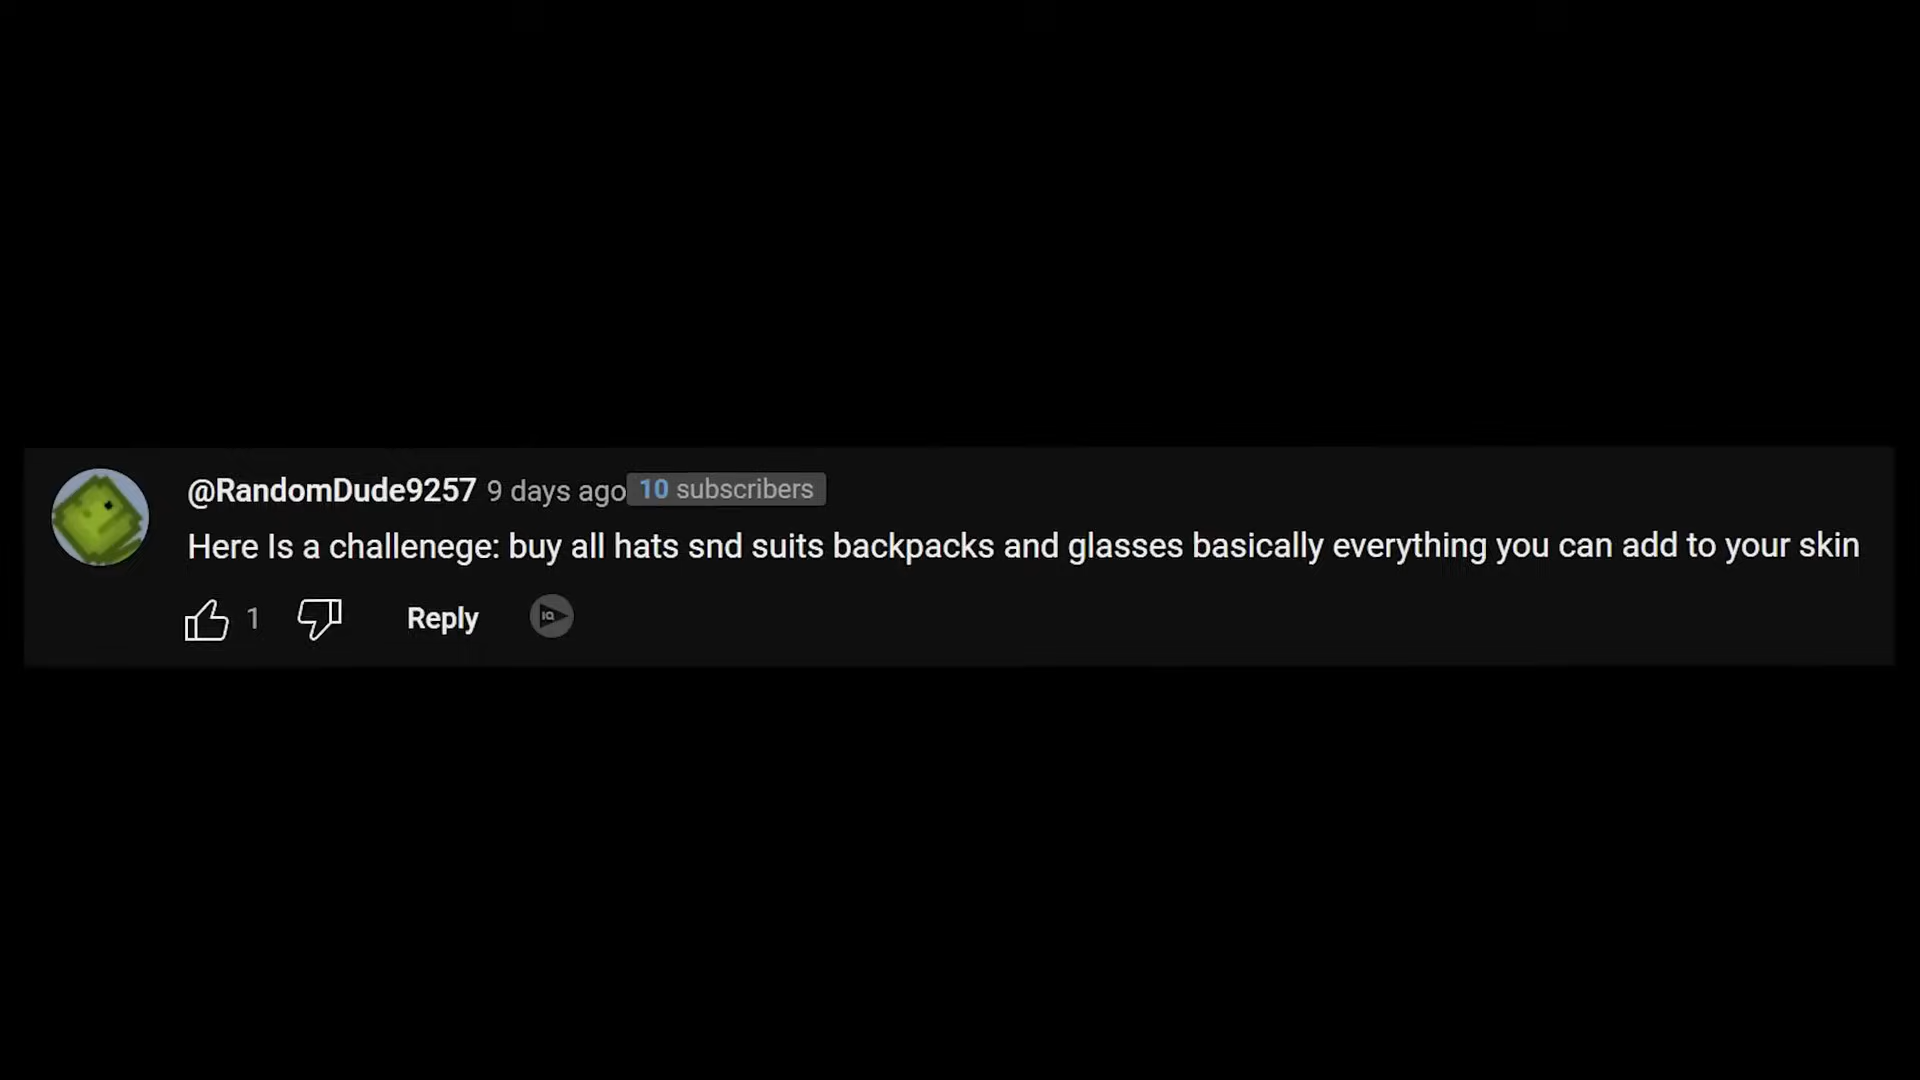 @RandomDude9257 9 days ago 10 subscribers
Here Is a challenege: buy all hats snd suits backpacks and glasses basically everything you can add to your skin
1 Reply IQ